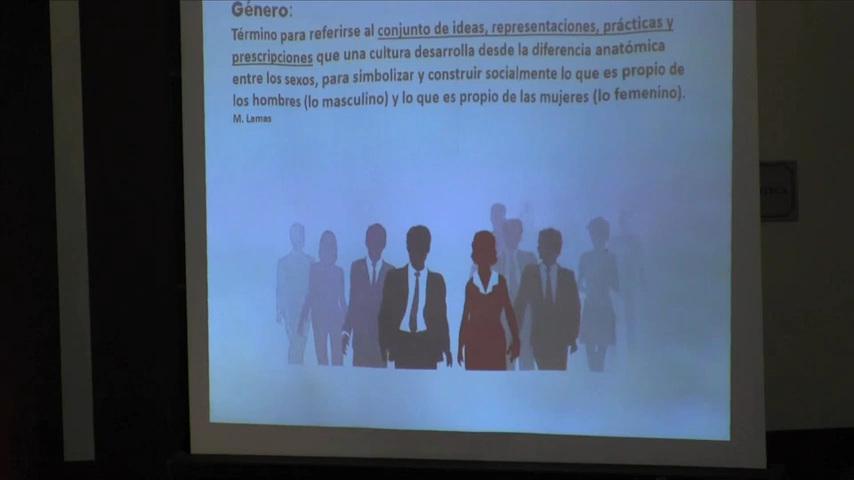 Género:
Término para referirse al conjunto de ideas, representaciones, prácticas y
prescripciones que una cultura desarrolla desde la diferencia anatómica
entre los sexos, para simbolizar y construir socialmente lo que es propio de
los hombres (lo masculino) y lo que es propio de las mujeres (lo femenino).
M. Lamas